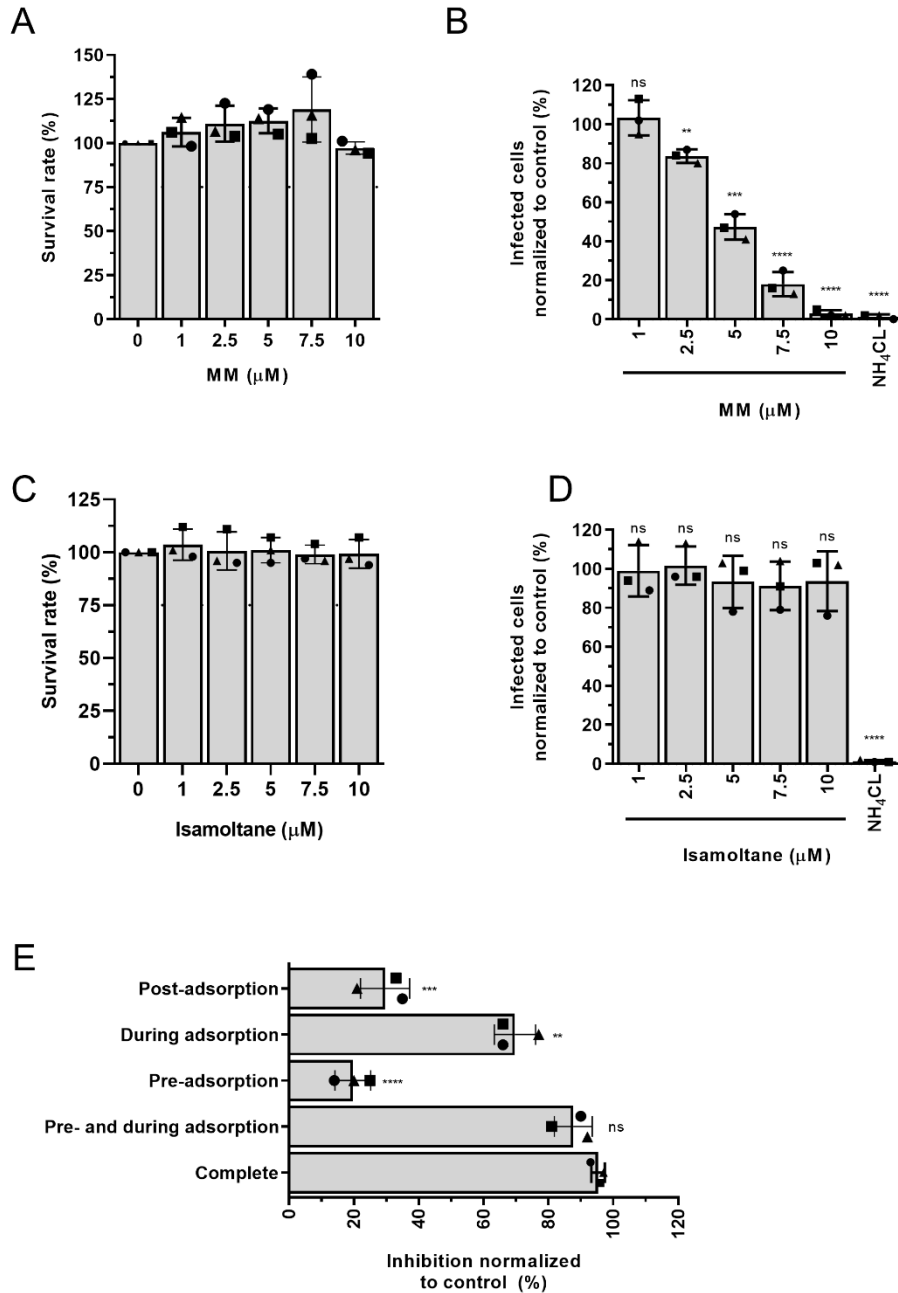 A
150
125
100
75
50
25
0
Survival rate (%)
0 1 2.5 5 7.5 10
MM (μM)
B
120
100
80
60
40
20
0
Infected cells
normalized to control (%)
ns
**
***
****
****
****
1 2.5 5 7.5 10 NH₄CL
MM (μM)
C
125
100
75
50
25
0
Survival rate (%)
0 1 2.5 5 7.5 10
Isamoltane (μM)
D
120
100
80
60
40
20
0
Infected cells
normalized to control (%)
ns ns ns ns ns
****
1 2.5 5 7.5 10 NH₄CL
Isamoltane (μM)
E
Post-adsorption ***
During adsorption **
Pre-adsorption ****
Pre- and during adsorption ns
Complete
0 20 40 60 80 100 120
Inhibition normalized
to control (%)